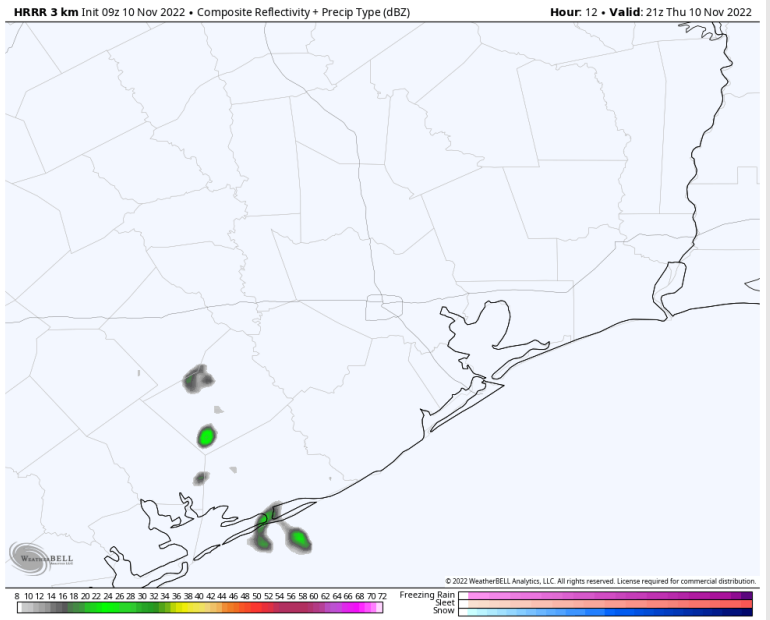 HRRR 3 km Init 09z 10 Nov 2022 • Composite Reflectivity + Precip Type (dBZ) Hour: 12 • Valid: 21z Thu 10 Nov 2022
WEATHERBELL
© 2022 WeatherBELL Analytics, LLC. All rights reserved. License required for commercial distribution.
8 10 12 14 16 18 20 22 24 26 28 30 32 34 36 38 40 42 44 46 48 50 52 54 56 58 60 62 64 66 68 70 72
Freezing Rain
Sleet
Snow